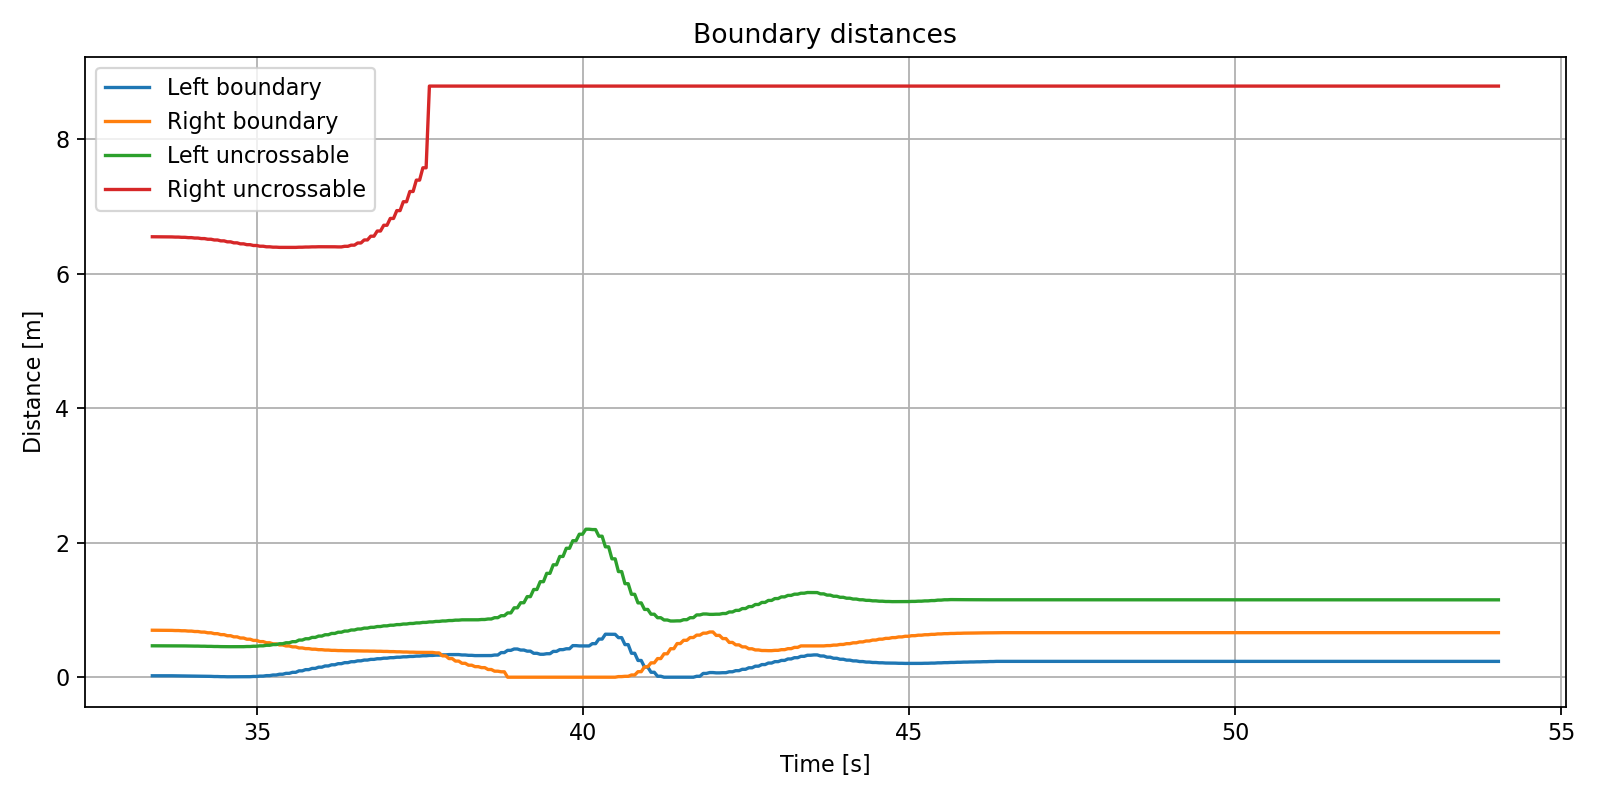 Boundary distances
Left boundary
Right boundary
Left uncrossable
Right uncrossable
Distance [m]
8
6
4
2
0
35
40
45
50
55
Time [s]